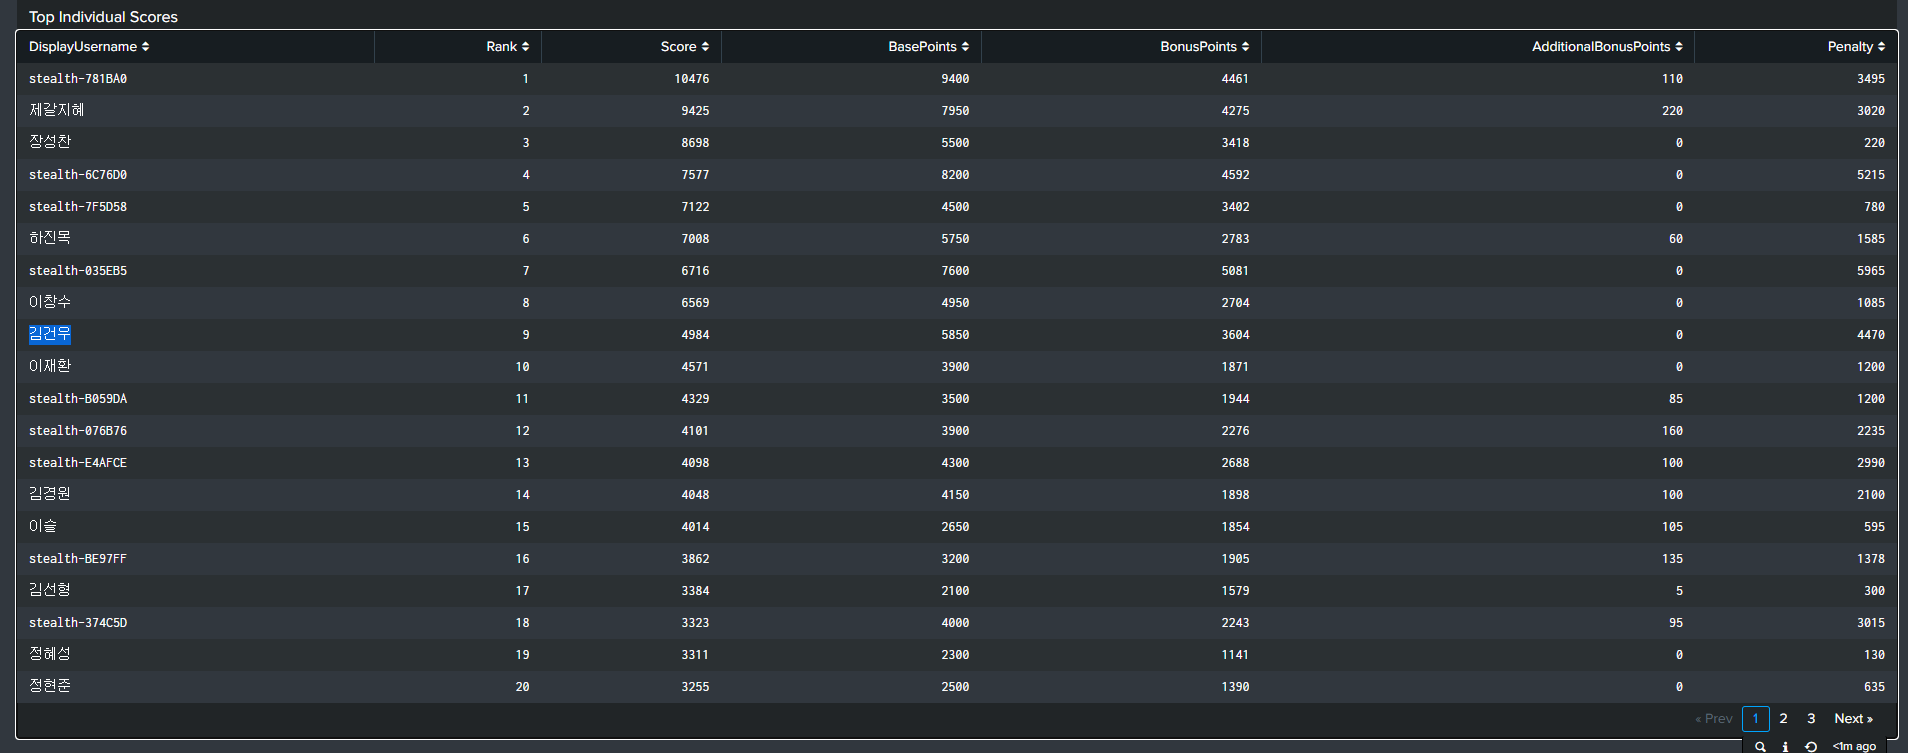 Top Individual Scores
DisplayUsername Rank Score BasePoints BonusPoints AdditionalBonusPoints Penalty
stealth-781BA0 1 10476 9400 4461 110 3495
제갈지혜 2 9425 7950 4275 220 3020
장성찬 3 8698 5500 3418 0 220
stealth-6C76D0 4 7577 8200 4592 0 5215
stealth-7F5D58 5 7122 4500 3402 0 780
하진목 6 7008 5750 2783 60 1585
stealth-035EB5 7 6716 7600 5081 0 5965
이창수 8 6569 4950 2704 0 1085
김건우 9 4984 5850 3604 0 4470
이재환 10 4571 3900 1871 0 1200
stealth-B059DA 11 4329 3500 1944 85 1200
stealth-076B76 12 4101 3900 2276 160 2235
stealth-E4AFCE 13 4098 4300 2688 100 2990
김경원 14 4048 4150 1898 100 2100
이슬 15 4014 2650 1854 105 595
stealth-BE97FF 16 3862 3200 1905 135 1378
김선형 17 3384 2100 1579 5 300
stealth-374C5D 18 3323 4000 2243 95 3015
정혜성 19 3311 2300 1141 0 130
정현준 20 3255 2500 1390 0 635
« Prev 1 2 3 Next »
<1m ago